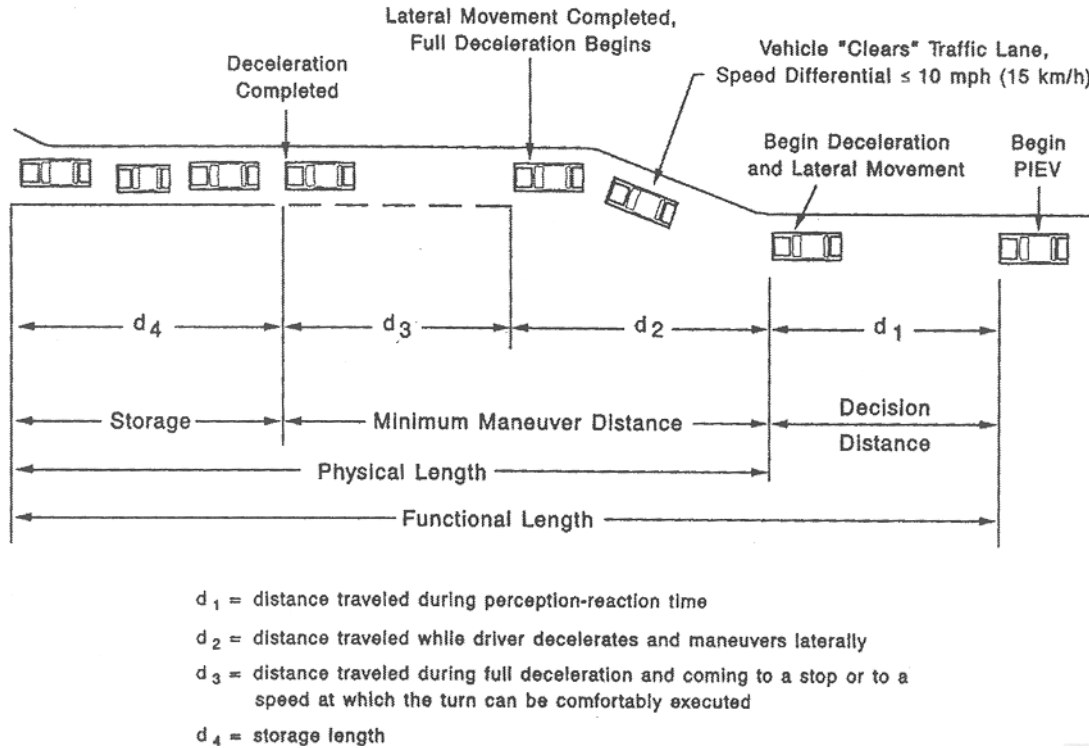 Lateral Movement Completed,
Full Deceleration Begins
Vehicle "Clears" Traffic Lane,
Speed Differential ≤ 10 mph (15 km/h)
Deceleration
Completed
Begin Deceleration
and Lateral Movement
Begin
PIEV
d4
d3
d2
d1
Storage
Minimum Maneuver Distance
Decision
Distance
Physical Length
Functional Length
d1 = distance traveled during perception-reaction time
d2 = distance traveled while driver decelerates and maneuvers laterally
d3 = distance traveled during full deceleration and coming to a stop or to a
speed at which the turn can be comfortably executed
d4 = storage length